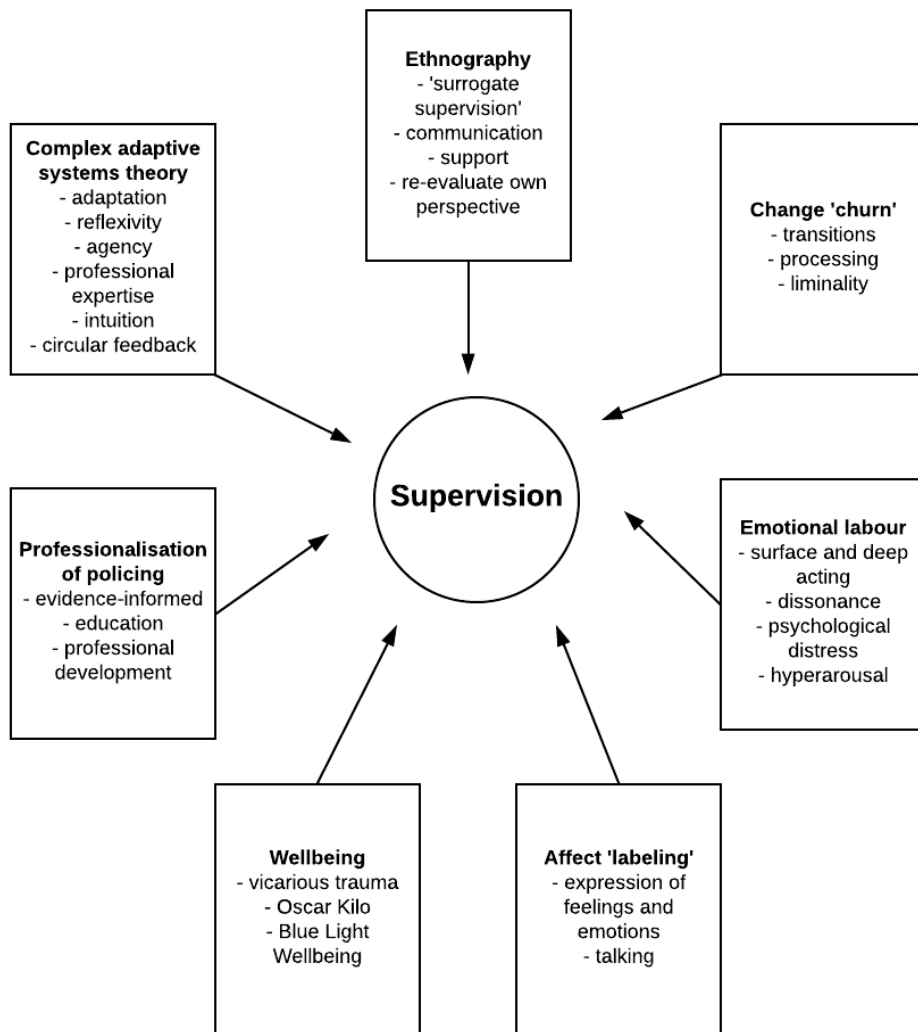 Ethnography
- 'surrogate
supervision'
- communication
- support
- re-evaluate own
perspective
Complex adaptive
systems theory
- adaptation
- reflexivity
- agency
- professional
expertise
- intuition
- circular feedback
Change 'churn'
- transitions
- processing
- liminality
Supervision
Professionalisation
of policing
- evidence-informed
- education
- professional
development
Emotional labour
- surface and deep
acting
- dissonance
- psychological
distress
- hyperarousal
Wellbeing
- vicarious trauma
- Oscar Kilo
- Blue Light
Wellbeing
Affect 'labeling'
- expression of
feelings and
emotions
- talking